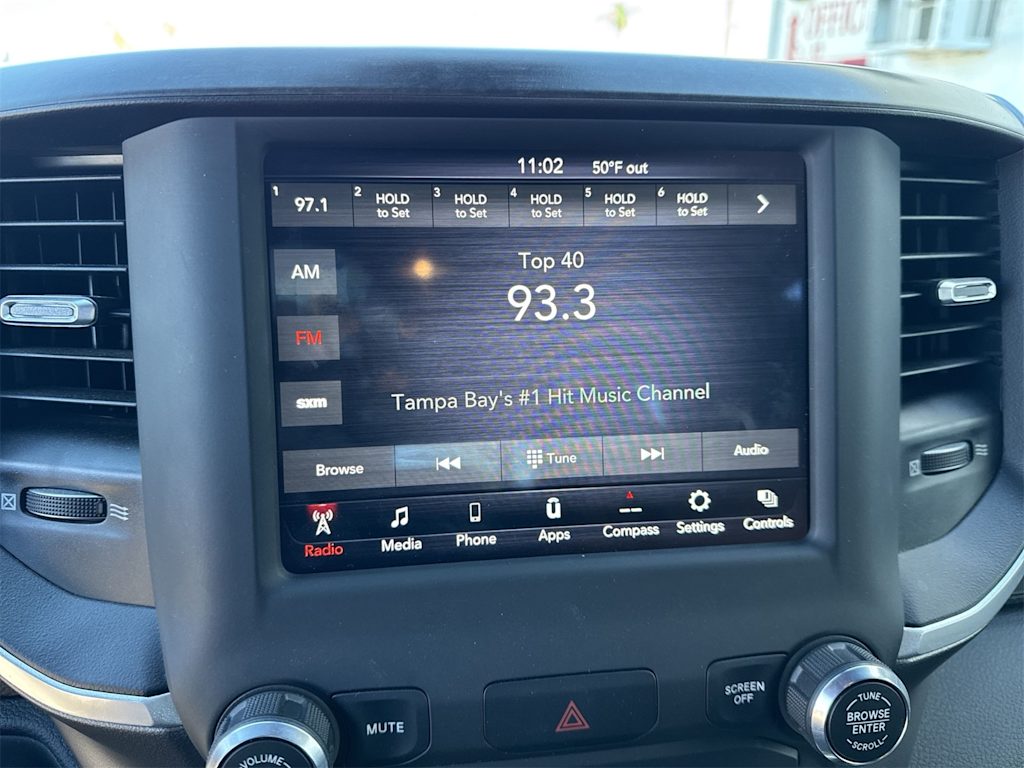 OFFICE
11:02 50°F out
1 97.1
2 HOLD
to Set
3 HOLD
to Set
4 HOLD
to Set
5 HOLD
to Set
6 HOLD
to Set
AM
Top 40
93.3
FM
sxm
Tampa Bay's #1 Hit Music Channel
Browse
Tune
Audio
Radio
Media
Phone
Apps
Compass
Settings
Controls
VOLUME
MUTE
SCREEN
OFF
TUNE
BROWSE
ENTER
SCROLL